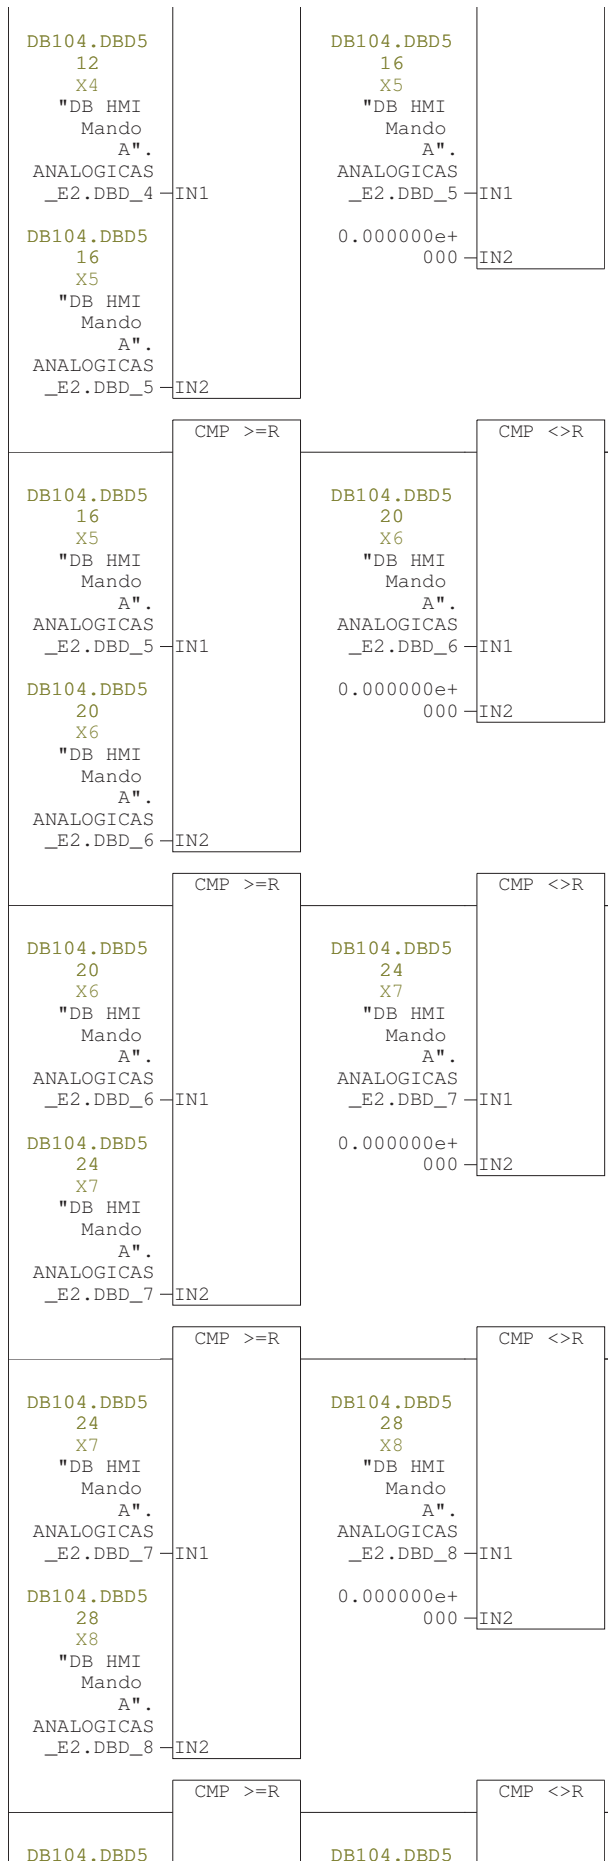 DB104.DBD5
12
X4
"DB HMI
Mando
A".
ANALOGICAS
_E2.DBD_4
IN1
DB104.DBD5
16
X5
"DB HMI
Mando
A".
ANALOGICAS
_E2.DBD_5
IN2
DB104.DBD5
16
X5
"DB HMI
Mando
A".
ANALOGICAS
_E2.DBD_5
IN1
0.000000e+
000
IN2
CMP >=R
DB104.DBD5
16
X5
"DB HMI
Mando
A".
ANALOGICAS
_E2.DBD_5
IN1
DB104.DBD5
20
X6
"DB HMI
Mando
A".
ANALOGICAS
_E2.DBD_6
IN2
CMP <>R
DB104.DBD5
20
X6
"DB HMI
Mando
A".
ANALOGICAS
_E2.DBD_6
IN1
0.000000e+
000
IN2
CMP >=R
DB104.DBD5
20
X6
"DB HMI
Mando
A".
ANALOGICAS
_E2.DBD_6
IN1
DB104.DBD5
24
X7
"DB HMI
Mando
A".
ANALOGICAS
_E2.DBD_7
IN2
CMP <>R
DB104.DBD5
24
X7
"DB HMI
Mando
A".
ANALOGICAS
_E2.DBD_7
IN1
0.000000e+
000
IN2
CMP >=R
DB104.DBD5
24
X7
"DB HMI
Mando
A".
ANALOGICAS
_E2.DBD_7
IN1
DB104.DBD5
28
X8
"DB HMI
Mando
A".
ANALOGICAS
_E2.DBD_8
IN2
CMP <>R
DB104.DBD5
28
X8
"DB HMI
Mando
A".
ANALOGICAS
_E2.DBD_8
IN1
0.000000e+
000
IN2
CMP >=R
DB104.DBD5
CMP <>R
DB104.DBD5